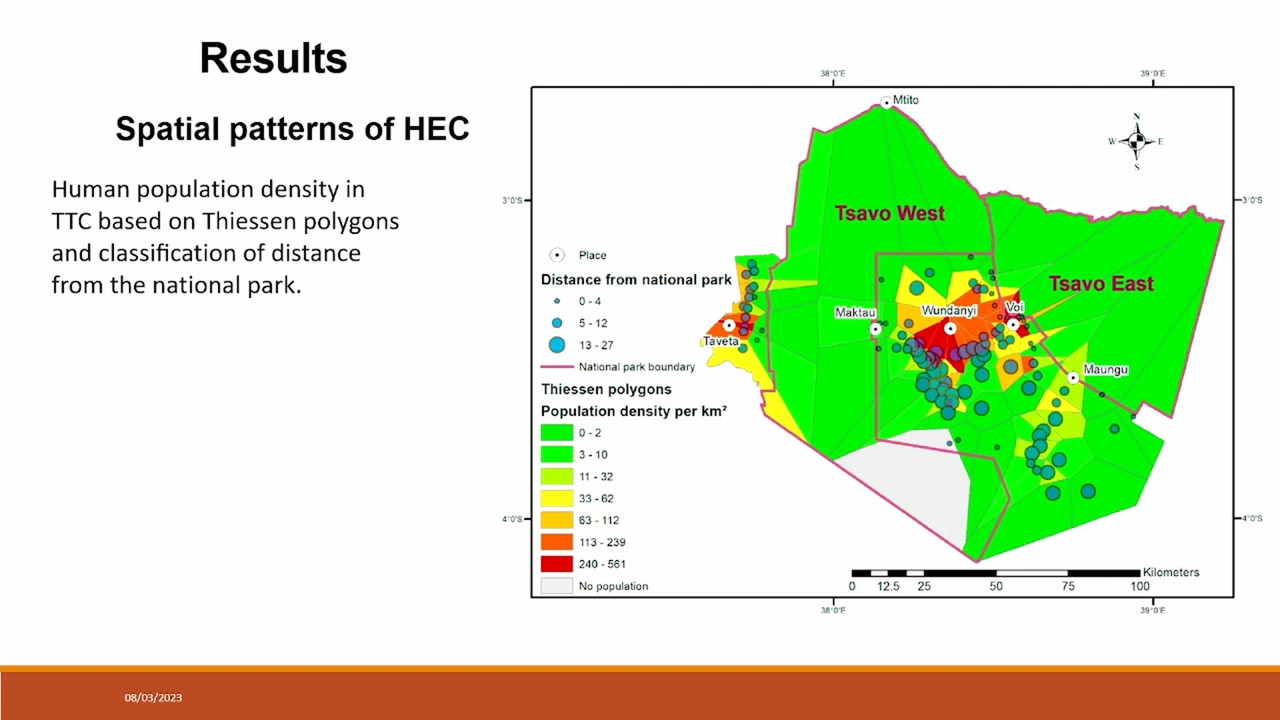 Results
Spatial patterns of HEC
Human population density in
TTC based on Thiessen polygons
and classification of distance
from the national park.
38°0'E
39°0'E
Mtito
N
W
E
S
3°0'S
3°0'S
Tsavo West
Tsavo East
Place
Distance from national park
0 - 4
5 - 12
13 - 27
National park boundary
Thiessen polygons
Population density per km²
0 - 2
3 - 10
11 - 32
33 - 62
63 - 112
113 - 239
240 - 561
No population
Maktau
Wundanyi
Voi
Taveta
Maungu
4°0'S
4°0'S
Kilometers
0 12.5 25 50 75 100
38°0'E
39°0'E
08/03/2023